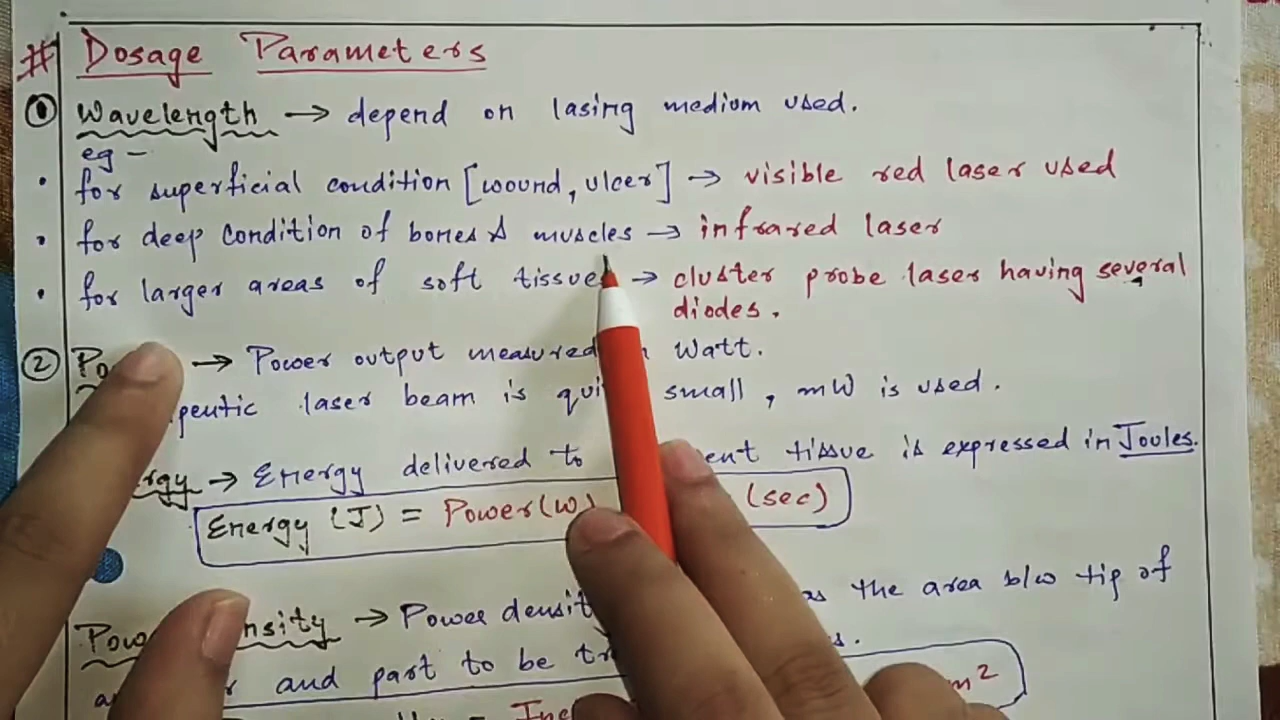 # Dosage Parameters
① Wavelength → depend on lasing medium used.
eg –
• for superficial condition [wound, ulcer] → visible red laser used
• for deep condition of bones & muscles → infrared laser
• for larger areas of soft tissues → cluster probe laser having several
diodes.
② → Power output measured Watt.
laser beam is small, mW is used.
→ Energy delivered to tissue is expressed in Joules.
Energy (J) = Power(W) (sec)
→ Power the area b/w tip of
and part to be